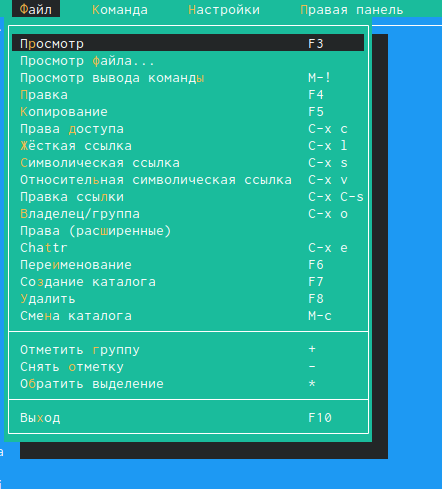 Файл Команда Настройки Правая панель
Просмотр F3
Просмотр файла...
Просмотр вывода команды M-!
Правка F4
Копирование F5
Права доступа C-x c
Жёсткая ссылка C-x l
Символическая ссылка C-x s
Относительная символическая ссылка C-x v
Правка ссылки C-x C-s
Владелец/группа C-x o
Права (расширенные)
Chattr C-x e
Переименование F6
Создание каталога F7
Удалить F8
Смена каталога M-c
Отметить группу +
Снять отметку -
Обратить выделение *
Выход F10